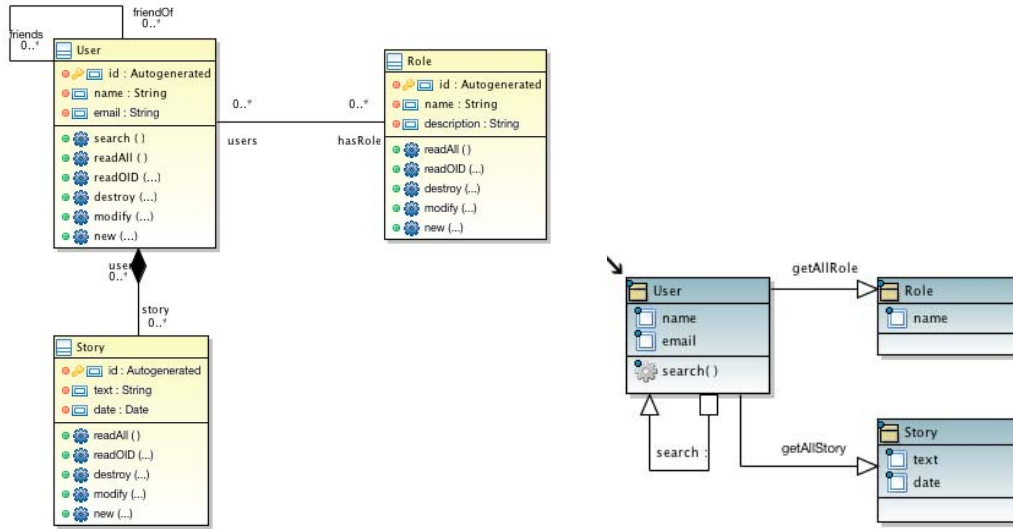 friendOf
0..*
friends
0..*
User
id : Autogenerated
name : String
email : String
search ( )
readAll ( )
readOID (...)
destroy (...)
modify (...)
new (...)
0..*
users
0..*
hasRole
Role
id : Autogenerated
name : String
description : String
readAll ( )
readOID (...)
destroy (...)
modify (...)
new (...)
user
0..*
story
0..*
Story
id : Autogenerated
text : String
date : Date
readAll ( )
readOID (...)
destroy (...)
modify (...)
new (...)
User
name
email
search( )
search :
getAllRole
Role
name
getAllStory
Story
text
date